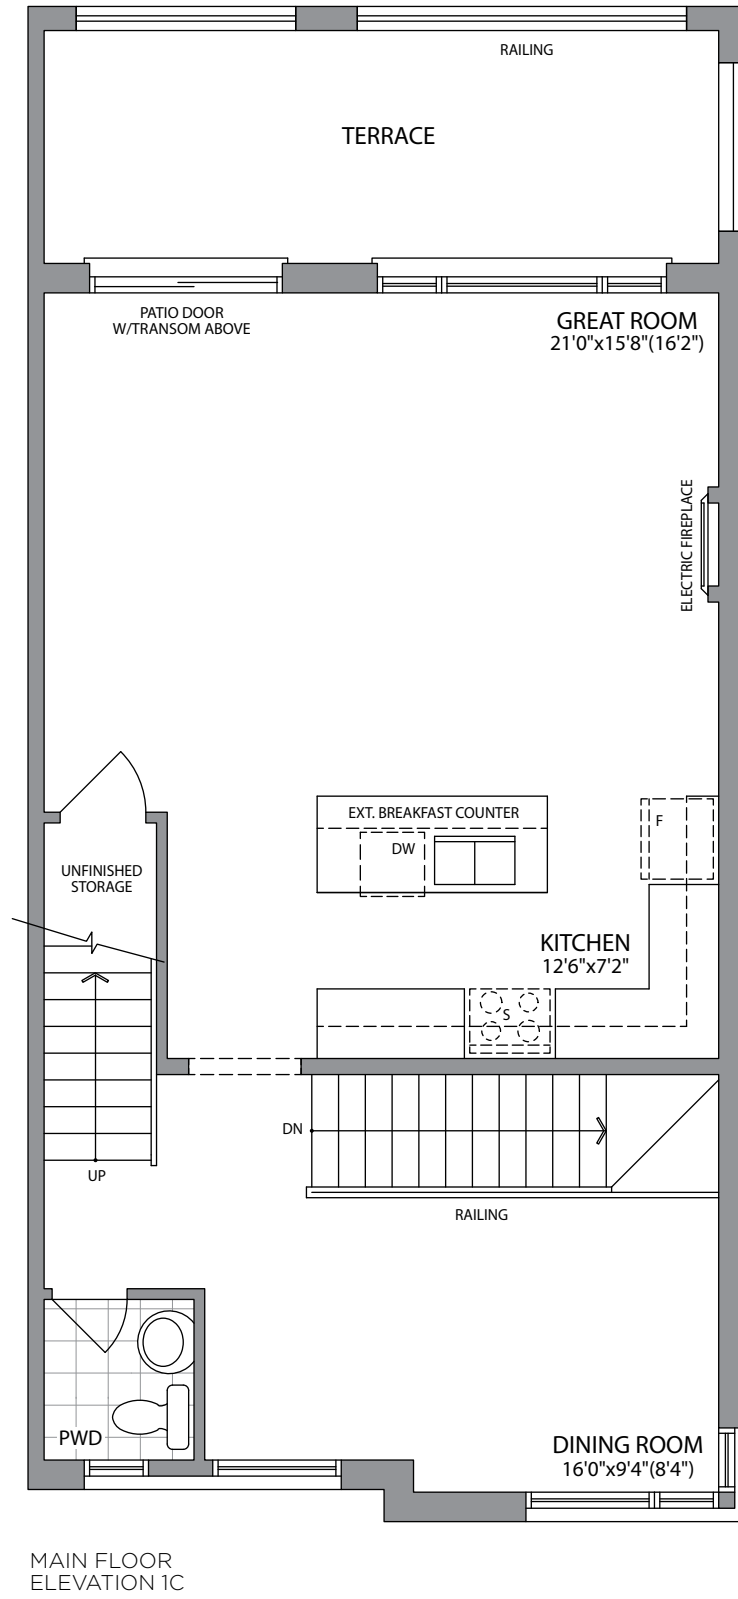 RAILING
TERRACE
PATIO DOOR
W/TRANSOM ABOVE
GREAT ROOM
21'0"x15'8"(16'2")
ELECTRIC FIREPLACE
EXT. BREAKFAST COUNTER
F
DW
UNFINISHED
STORAGE
KITCHEN
12'6"x7'2"
S
DN
UP
RAILING
PWD
DINING ROOM
16'0"x9'4"(8'4")
MAIN FLOOR
ELEVATION 1C